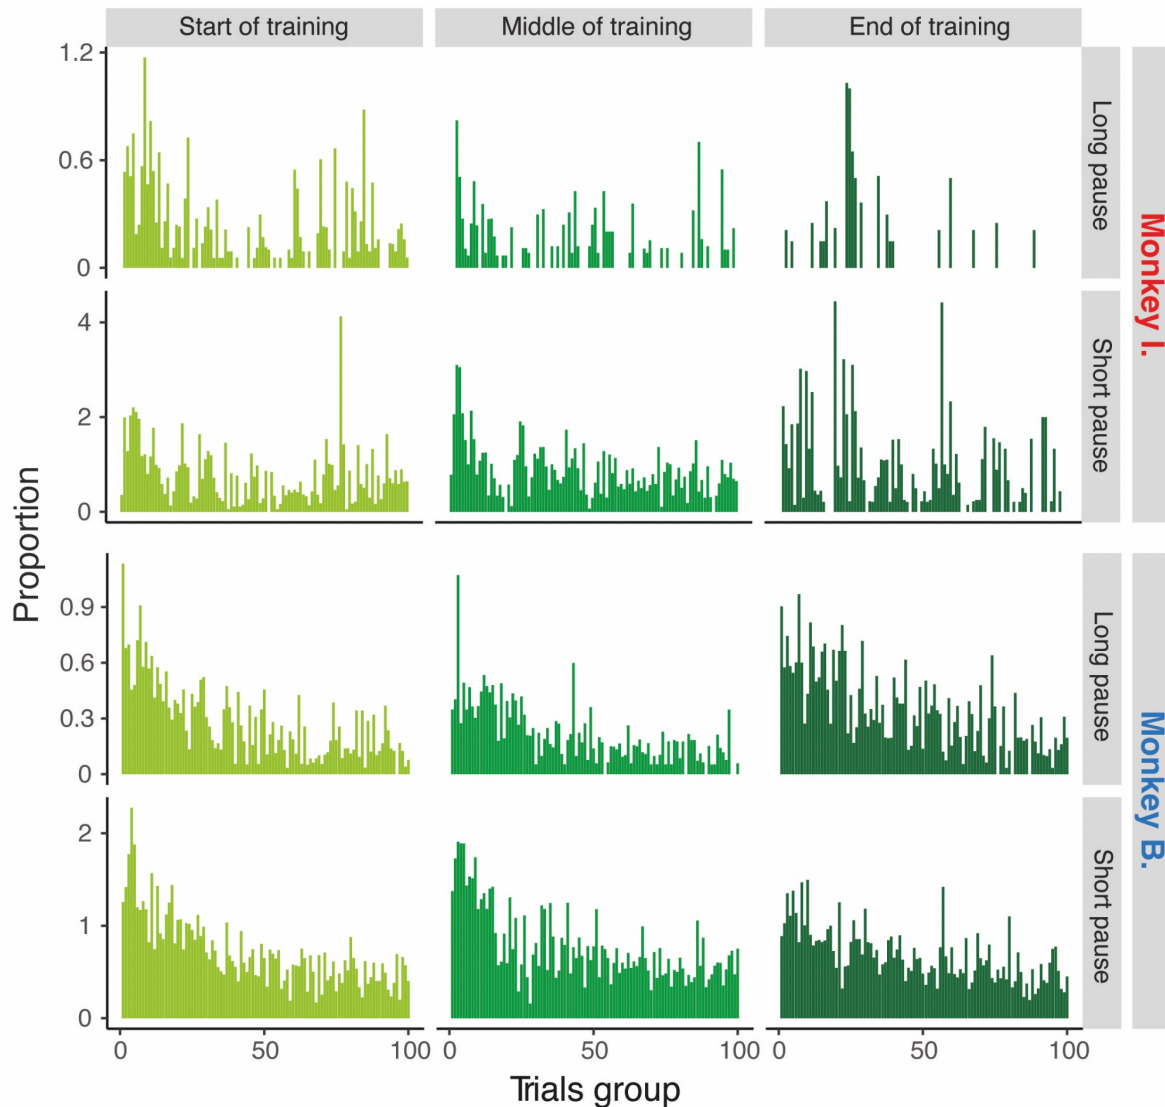 Start of training
Middle of training
End of training
1.2
0.6
0
Long pause
4
2
0
Short pause
Monkey I.
Proportion
0.9
0.6
0.3
0
Long pause
2
1
0
Short pause
Monkey B.
0 50 100
0 50 100
0 50 100
Trials group